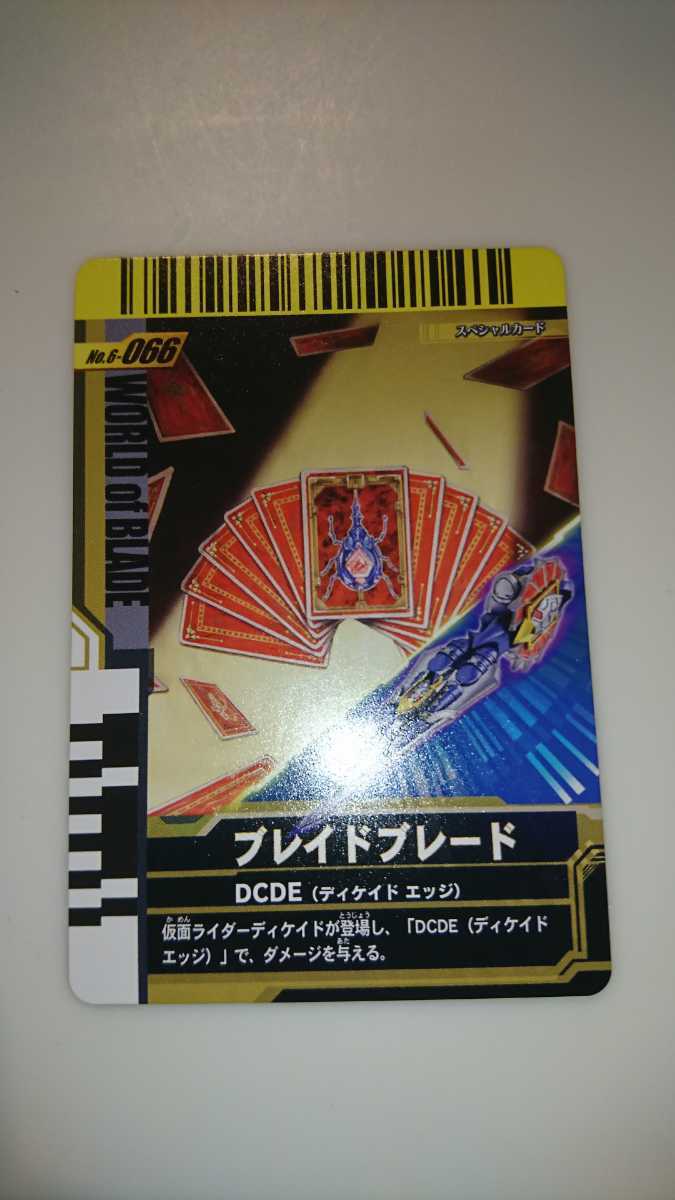 No.6-066
スペシャルカード
WORLD of BLADE
ブレイドブレード
DCDE（ディケイド エッジ）
仮面ライダーディケイドが登場し、「DCDE（ディケイド
エッジ）」で、ダメージを与える。